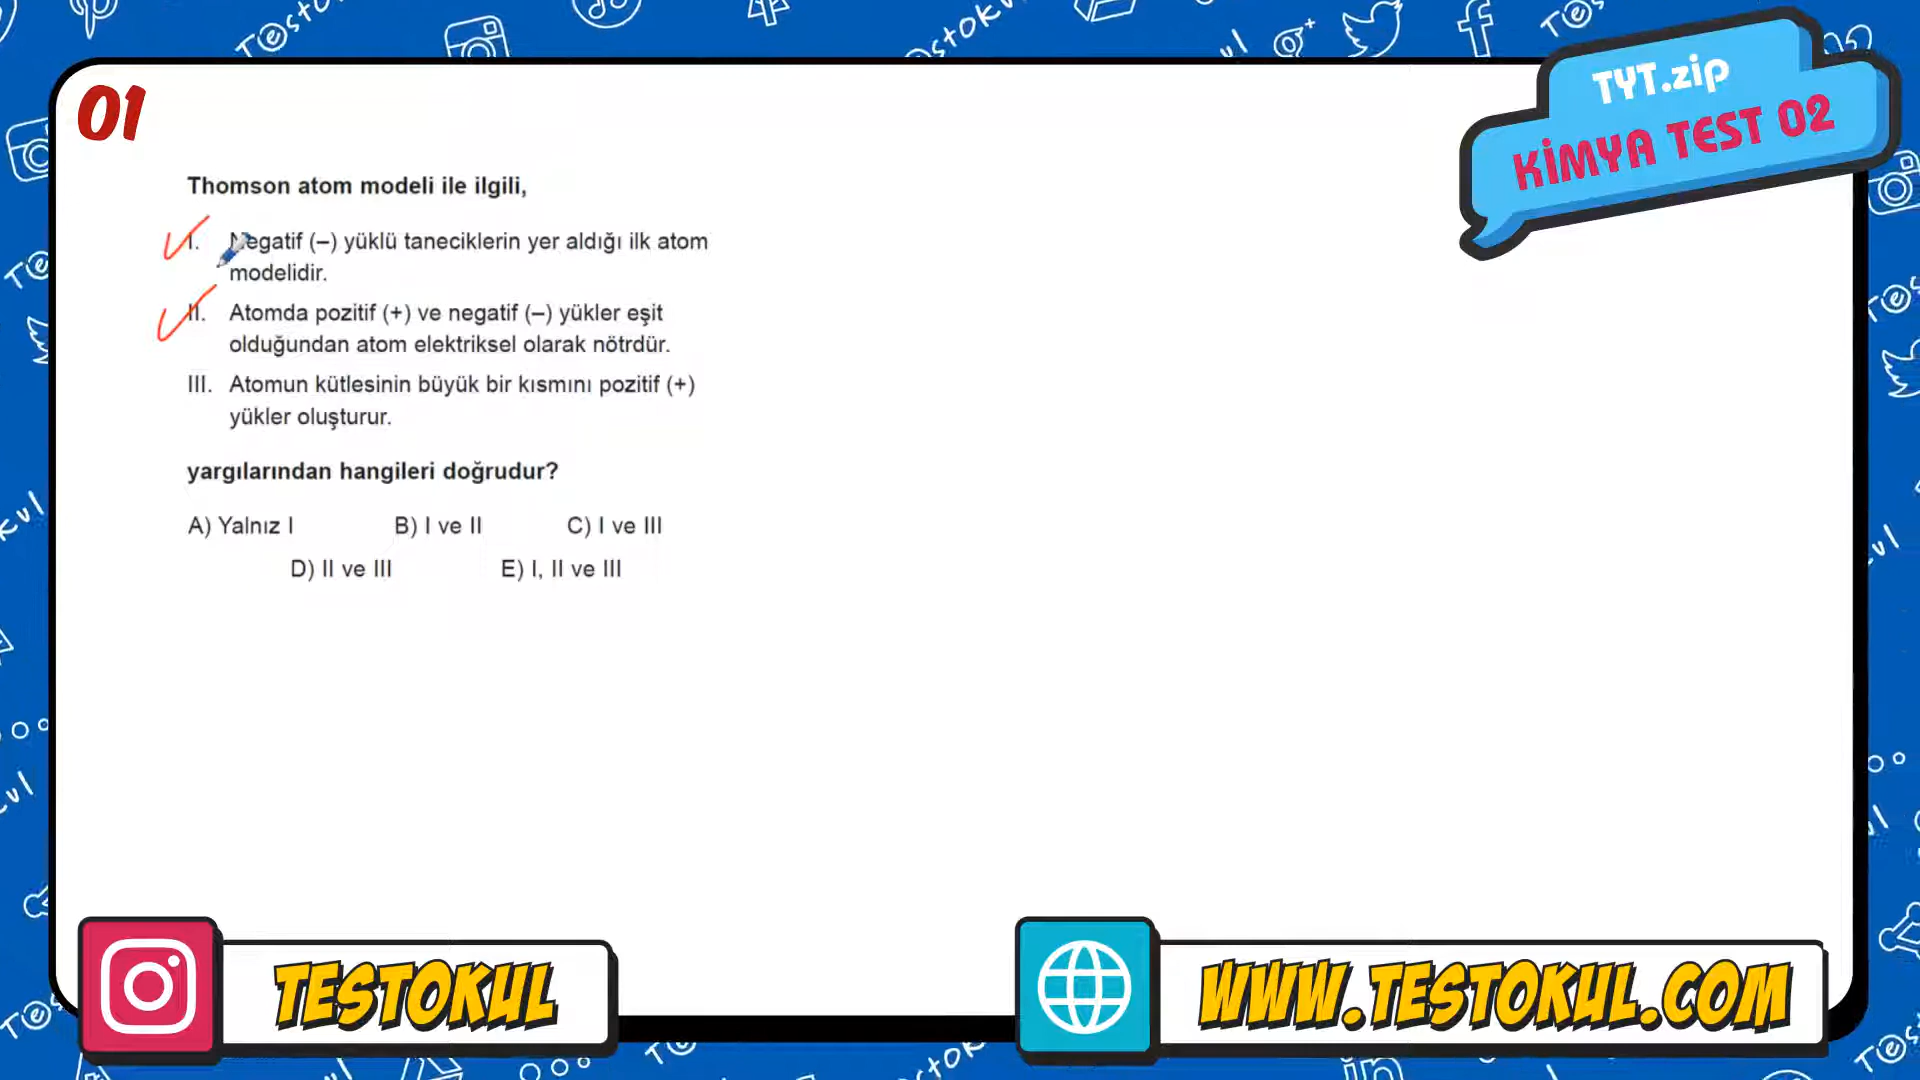 01
TYT.zip
KİMYA TEST 02
Thomson atom modeli ile ilgili,
I. Negatif (–) yüklü taneciklerin yer aldığı ilk atom
modelidir.
II. Atomda pozitif (+) ve negatif (–) yükler eşit
olduğundan atom elektriksel olarak nötrdür.
III. Atomun kütlesinin büyük bir kısmını pozitif (+)
yükler oluşturur.
yargılarından hangileri doğrudur?
A) Yalnız I B) I ve II C) I ve III
D) II ve III E) I, II ve III
TESTOKUL
WWW.TESTOKUL.COM